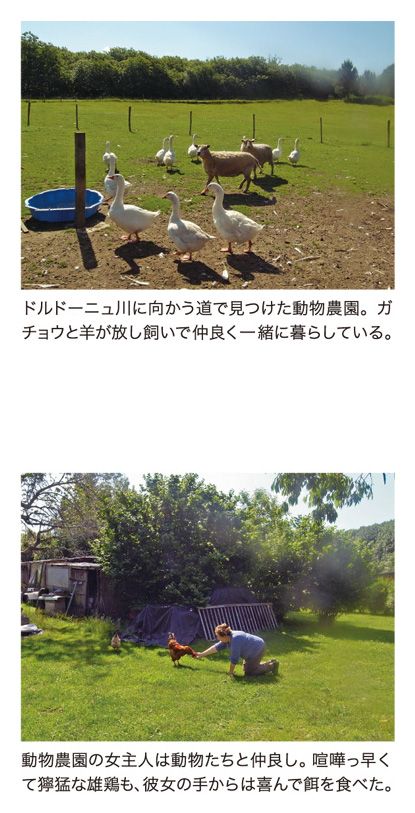 ドルドーニュ川に向かう道で見つけた動物農園。ガ
チョウと羊が放し飼いで仲良く一緒に暮らしている。
動物農園の女主人は動物たちと仲良し。喧嘩っ早く
て獰猛な雄鶏も、彼女の手からは喜んで餌を食べた。